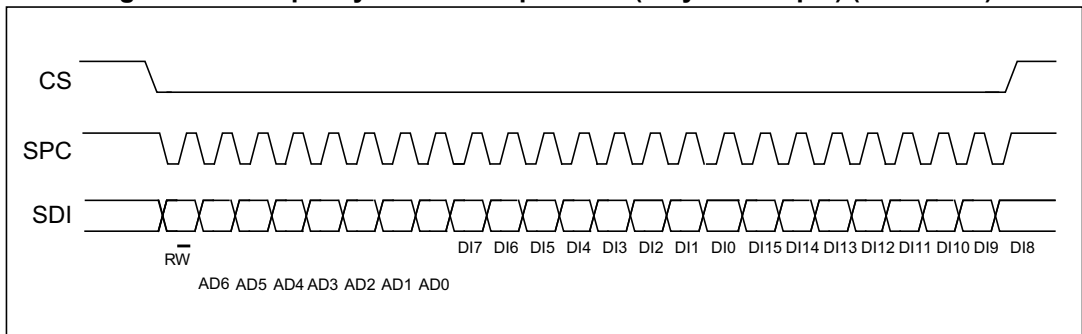 CS
SPC
SDI
RW
DI7 DI6 DI5 DI4 DI3 DI2 DI1 DI0 DI15 DI14 DI13 DI12 DI11 DI10 DI9 DI8
AD6 AD5 AD4 AD3 AD2 AD1 AD0